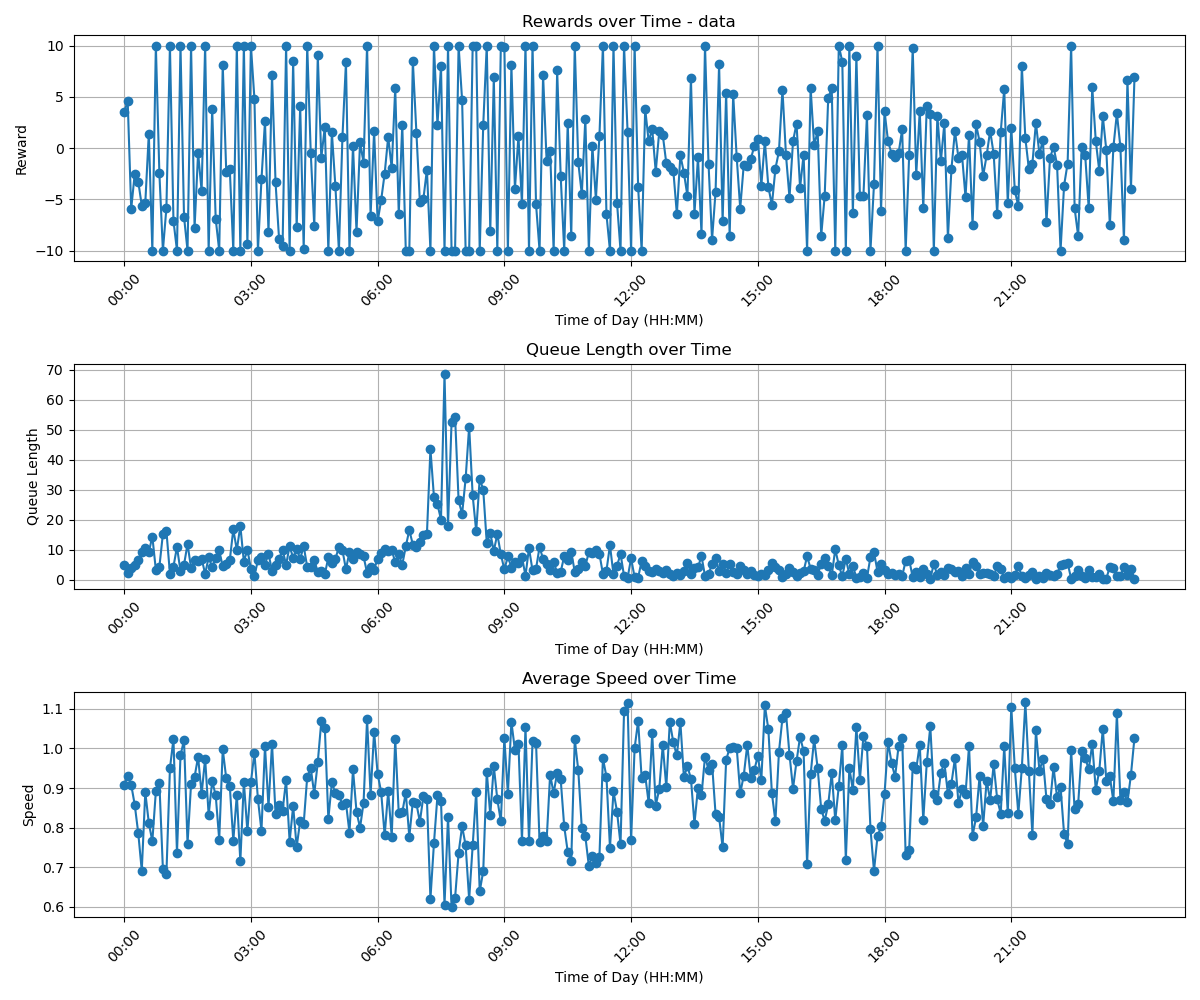 Rewards over Time - data
Reward
10
5
0
−5
−10
00:00 03:00 06:00 09:00 12:00 15:00 18:00 21:00
Time of Day (HH:MM)
Queue Length over Time
Queue Length
70
60
50
40
30
20
10
0
00:00 03:00 06:00 09:00 12:00 15:00 18:00 21:00
Time of Day (HH:MM)
Average Speed over Time
Speed
1.1
1.0
0.9
0.8
0.7
0.6
00:00 03:00 06:00 09:00 12:00 15:00 18:00 21:00
Time of Day (HH:MM)